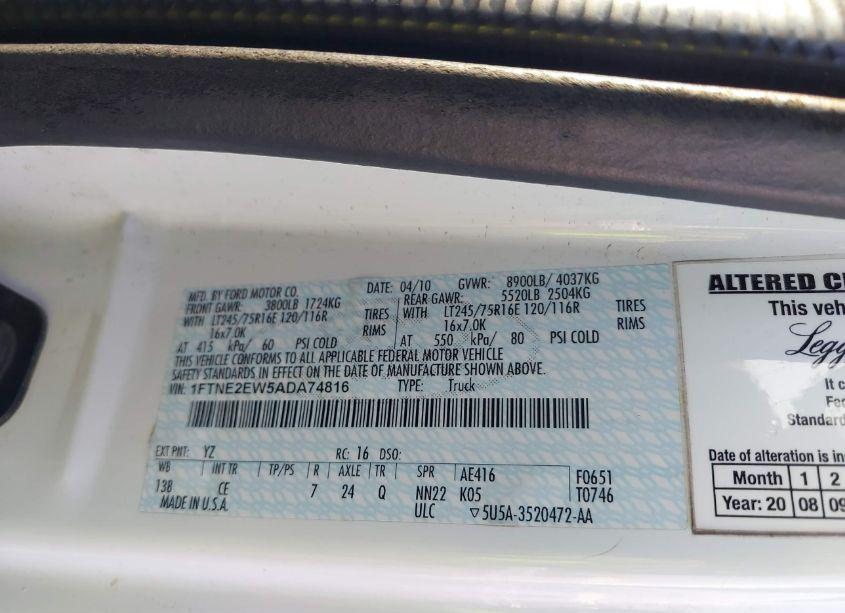 MFD. BY FORD MOTOR CO.
DATE: 04/10 GVWR: 8900LB/ 4037KG
FRONT GAWR: 3800LB 1724KG REAR GAWR: 5520LB 2504KG
WITH LT245/75R16E 120/116R TIRES WITH LT245/75R16E 120/116R TIRES
16x7.0K RIMS 16x7.0K RIMS
AT 415 kPa/ 60 PSI COLD AT 550 kPa/ 80 PSI COLD
THIS VEHICLE CONFORMS TO ALL APPLICABLE FEDERAL MOTOR VEHICLE
SAFETY STANDARDS IN EFFECT ON THE DATE OF MANUFACTURE SHOWN ABOVE.
VIN: 1FTNE2EW5ADA74816 TYPE: Truck
EXT PNT: YZ RC: 16 DSO:
WB INT TR TP/PS R AXLE TR SPR AE416 F0651
138 CE 7 24 Q NN22 K05 T0746
MADE IN U.S.A. ULC ▽5U5A-3520472-AA
ALTERED
This
Legg
It
Standard
Date of alteration is
Month 1 2
Year: 20 08 09